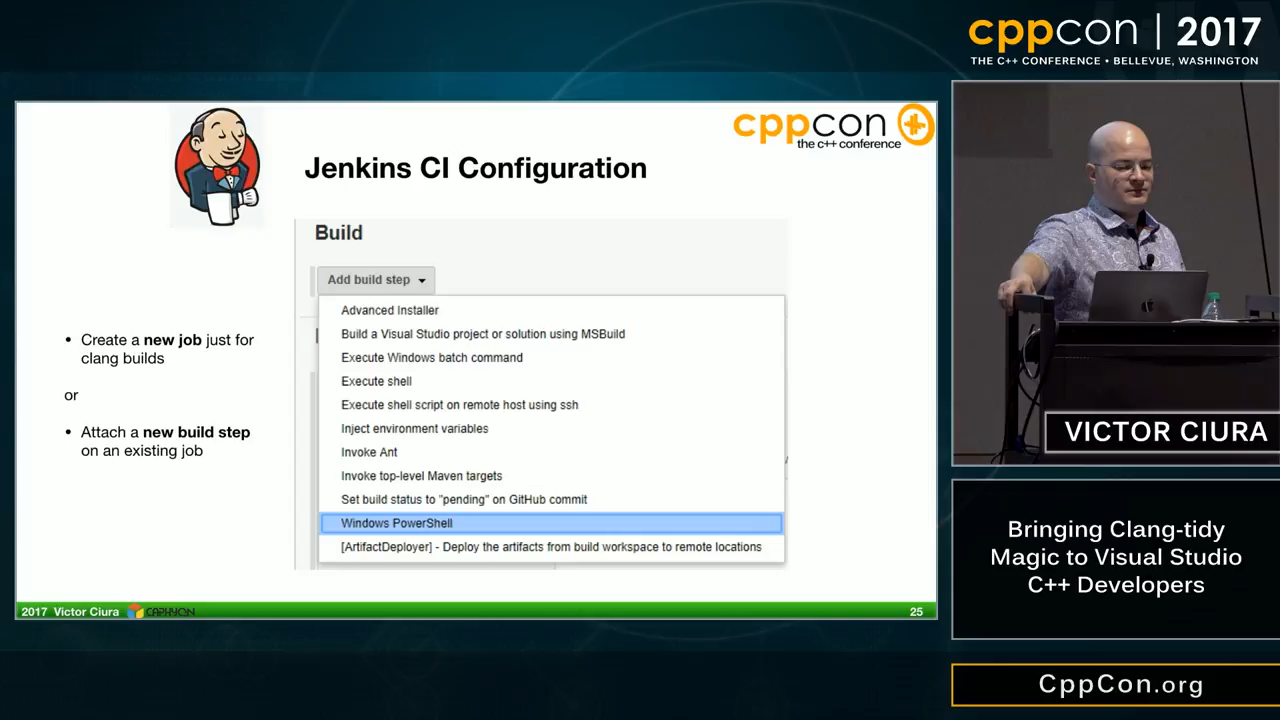 cppcon | 2017
THE C++ CONFERENCE • BELLEVUE, WASHINGTON
cppcon
the c++ conference
Jenkins CI Configuration
Build
Add build step
Advanced Installer
Build a Visual Studio project or solution using MSBuild
Execute Windows batch command
Execute shell
Execute shell script on remote host using ssh
Inject environment variables
Invoke Ant
Invoke top-level Maven targets
Set build status to "pending" on GitHub commit
Windows PowerShell
[ArtifactDeployer] - Deploy the artifacts from build workspace to remote locations
• Create a new job just for
clang builds
or
• Attach a new build step
on an existing job
2017 Victor Ciura CAPHYON
25
VICTOR CIURA
Bringing Clang-tidy
Magic to Visual Studio
C++ Developers
CppCon.org